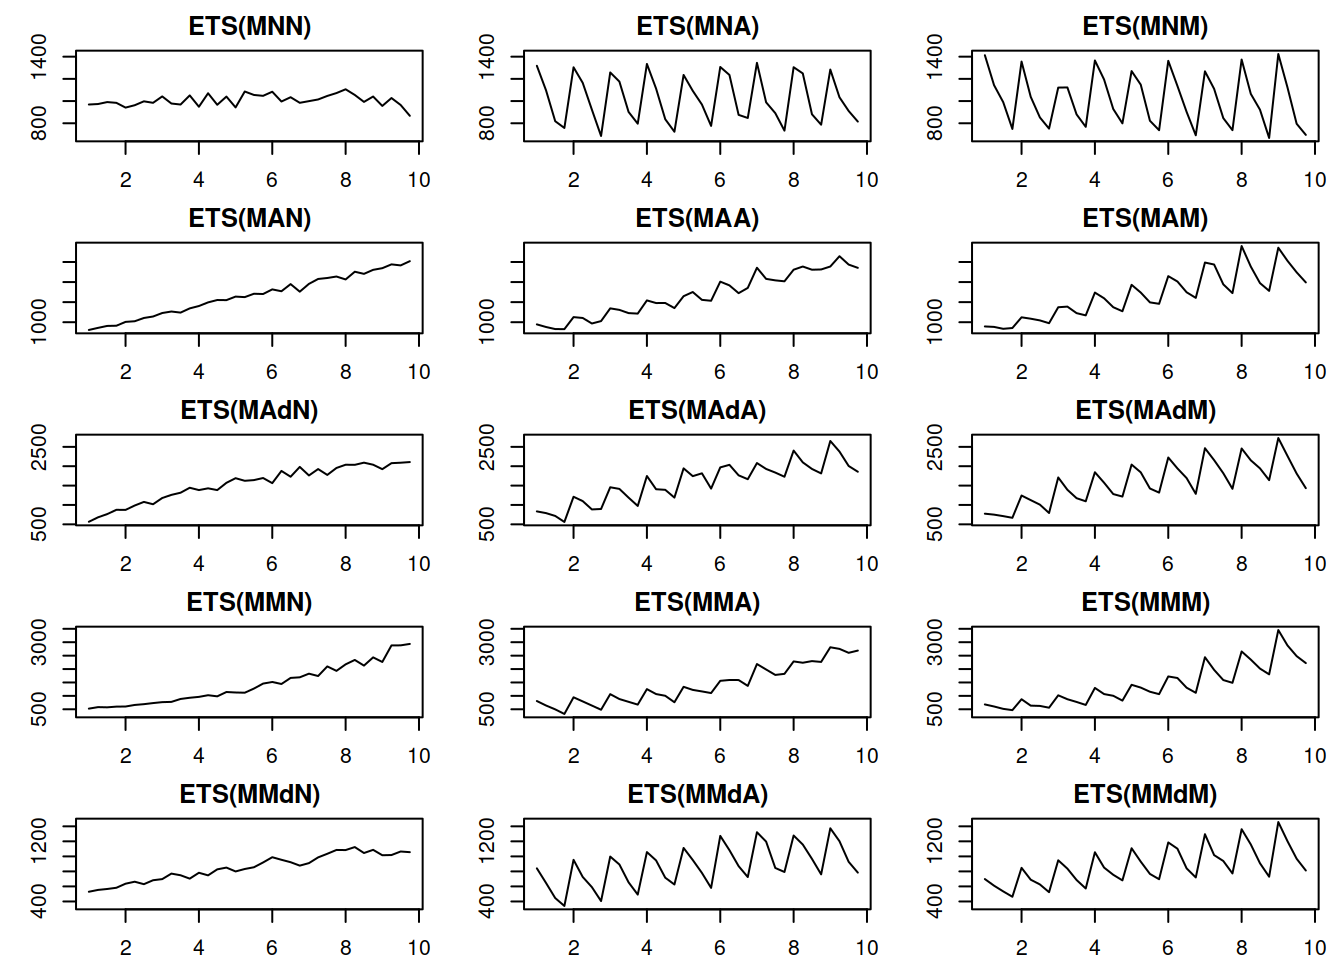 ETS(MNN) ETS(MNA) ETS(MNM)
1400 1400 1400
800 800 800
2 4 6 8 10 2 4 6 8 10 2 4 6 8 10
ETS(MAN) ETS(MAA) ETS(MAM)
1000 1000 1000
2 4 6 8 10 2 4 6 8 10 2 4 6 8 10
ETS(MAdN) ETS(MAdA) ETS(MAdM)
2500 2500 2500
500 500 500
2 4 6 8 10 2 4 6 8 10 2 4 6 8 10
ETS(MMN) ETS(MMA) ETS(MMM)
3000 3000 3000
500 500 500
2 4 6 8 10 2 4 6 8 10 2 4 6 8 10
ETS(MMdN) ETS(MMdA) ETS(MMdM)
1200 1200 1200
400 400 400
2 4 6 8 10 2 4 6 8 10 2 4 6 8 10